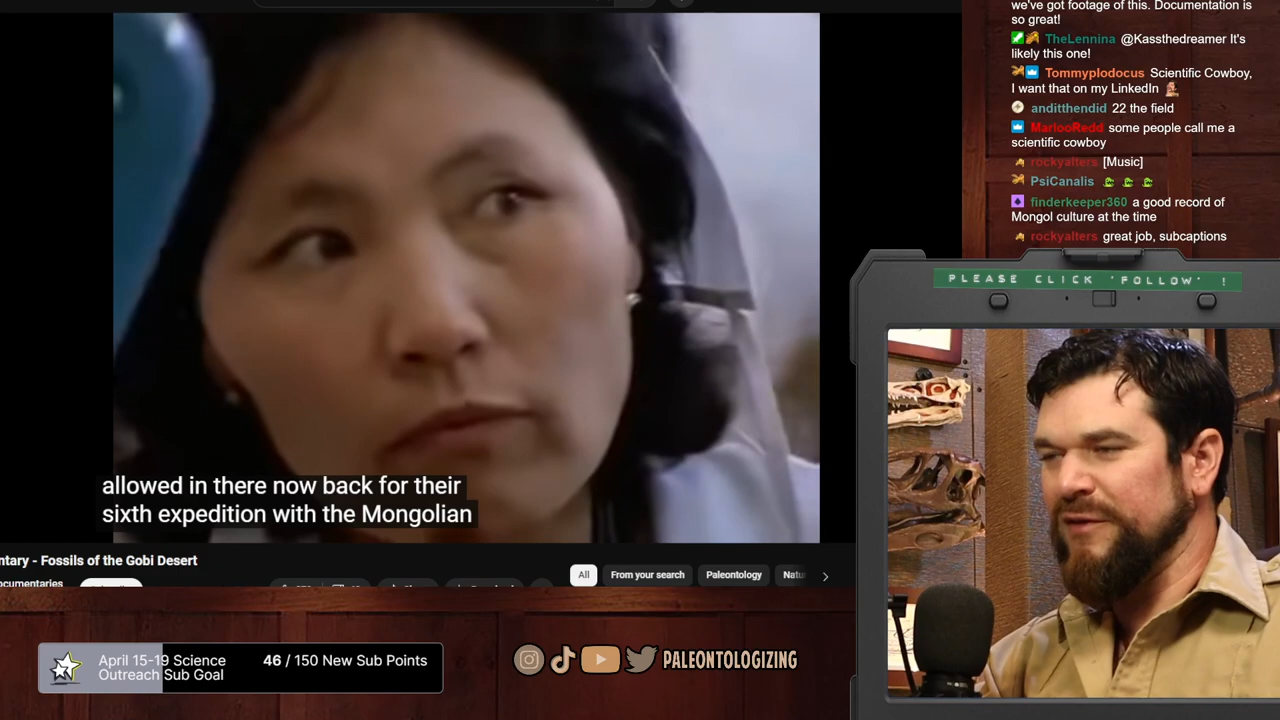 we've got footage of this. Documentation is
so great!
TheLennina @Kassthedreamer It's
likely this one!
Tommyplodocus Scientific Cowboy,
I want that on my LinkedIn
anditthendid 22 the field
MarlooRedd some people call me a
scientific cowboy
rockyalters [Music]
PsiCanalis
finderkeeper360 a good record of
Mongol culture at the time
rockyalters great job, subcaptions
PLEASE CLICK 'FOLLOW' !
allowed in there now back for their
sixth expedition with the Mongolian
ntary - Fossils of the Gobi Desert
ocumentaries
All
From your search
Paleontology
Natu
April 15-19 Science
Outreach Sub Goal
46 / 150 New Sub Points
PALEONTOLOGIZING